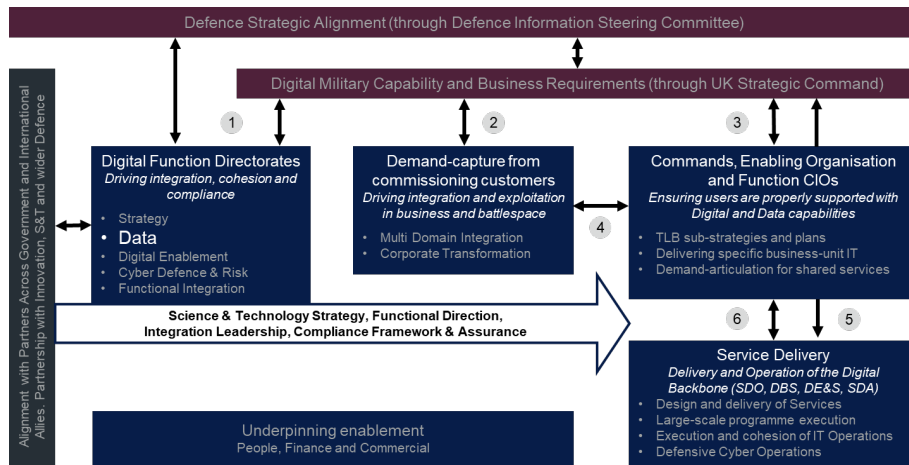 Defence Strategic Alignment (through Defence Information Steering Committee)
Digital Military Capability and Business Requirements (through UK Strategic Command)
Alignment with Partners Across Government and International
Allies. Partnership with Innovation, S&T and wider Defence
1
2
3
Digital Function Directorates
Driving integration, cohesion and
compliance
• Strategy
• Data
• Digital Enablement
• Cyber Defence & Risk
• Functional Integration
Demand-capture from
commissioning customers
Driving integration and exploitation
in business and battlespace
• Multi Domain Integration
• Corporate Transformation
4
Commands, Enabling Organisation
and Function CIOs
Ensuring users are properly supported with
Digital and Data capabilities
• TLB sub-strategies and plans
• Delivering specific business-unit IT
• Demand-articulation for shared services
Science & Technology Strategy, Functional Direction,
Integration Leadership, Compliance Framework & Assurance
6
5
Service Delivery
Delivery and Operation of the Digital
Backbone (SDO, DBS, DE&S, SDA)
• Design and delivery of Services
• Large-scale programme execution
• Execution and cohesion of IT Operations
• Defensive Cyber Operations
Underpinning enablement
People, Finance and Commercial